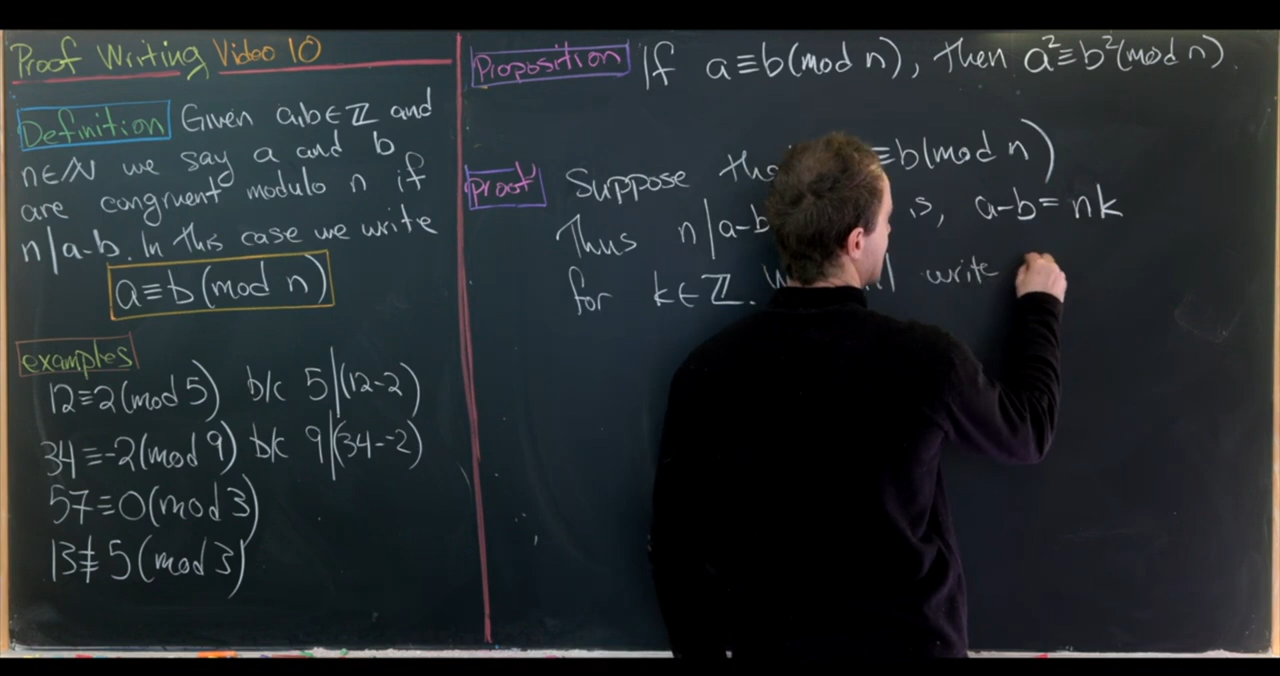 Proof Writing Video 10
Definition Given a,b∈ℤ and
n∈ℕ we say a and b
are congruent modulo n if
n|a-b. In this case we write
a≡b(mod n)
examples
12≡2(mod 5) b/c 5|(12-2)
34≡-2(mod 9) b/c 9|(34--2)
57≡0(mod 3)
13≢5(mod 3)
Proposition If a≡b(mod n), then a²≡b²(mod n).
Proof Suppose ≡b(mod n)
Thus n|a-b is, a-b=nk
for k∈ℤ. write